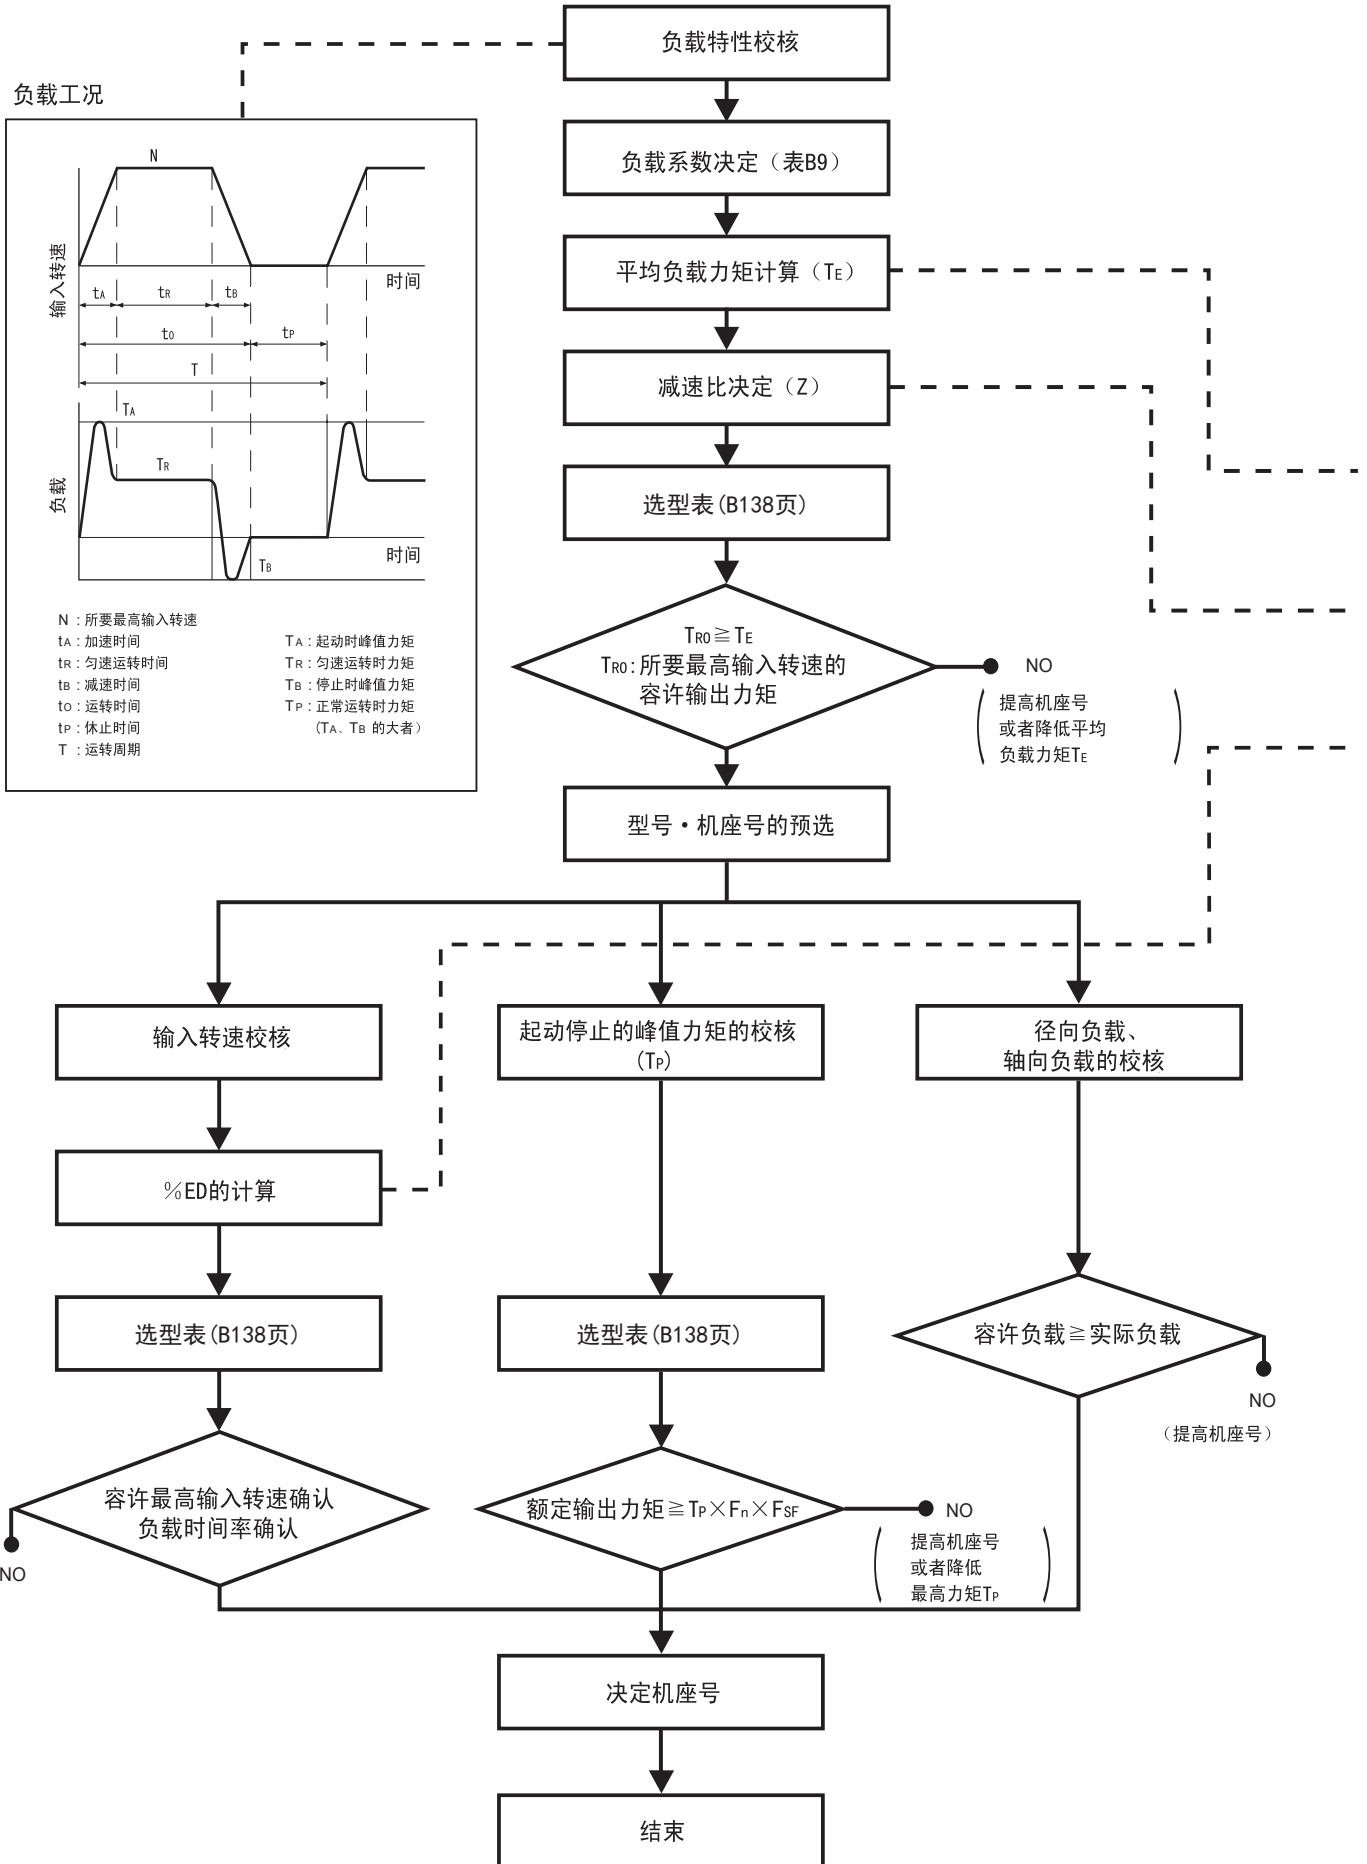 负载特性校核
负载系数决定（表B9）
平均负载力矩计算（TE）
减速比决定（Z）
选型表(B138页)
TR0≧TE
TR0:所要最高输入转速的
容许输出力矩
NO
提高机座号
或者降低平均
负载力矩TE
型号・机座号的预选
负载工况
N
输入转速
时间
tA
tR
tB
t0
tP
T
TA
TR
负载
时间
TB
N : 所要最高输入转速
tA : 加速时间
tR : 匀速运转时间
tB : 减速时间
tO : 运转时间
tP : 休止时间
T : 运转周期
TA : 起动时峰值力矩
TR : 匀速运转时力矩
TB : 停止时峰值力矩
TP : 正常运转时力矩
(TA、TB 的大者)
输入转速校核
%ED的计算
选型表(B138页)
容许最高输入转速确认
负载时间率确认
NO
起动停止的峰值力矩的校核
(TP)
选型表(B138页)
额定输出力矩≧TP×Fn×FSF
NO
提高机座号
或者降低
最高力矩TP
径向负载、
轴向负载的校核
容许负载≧实际负载
NO
（提高机座号）
决定机座号
结束